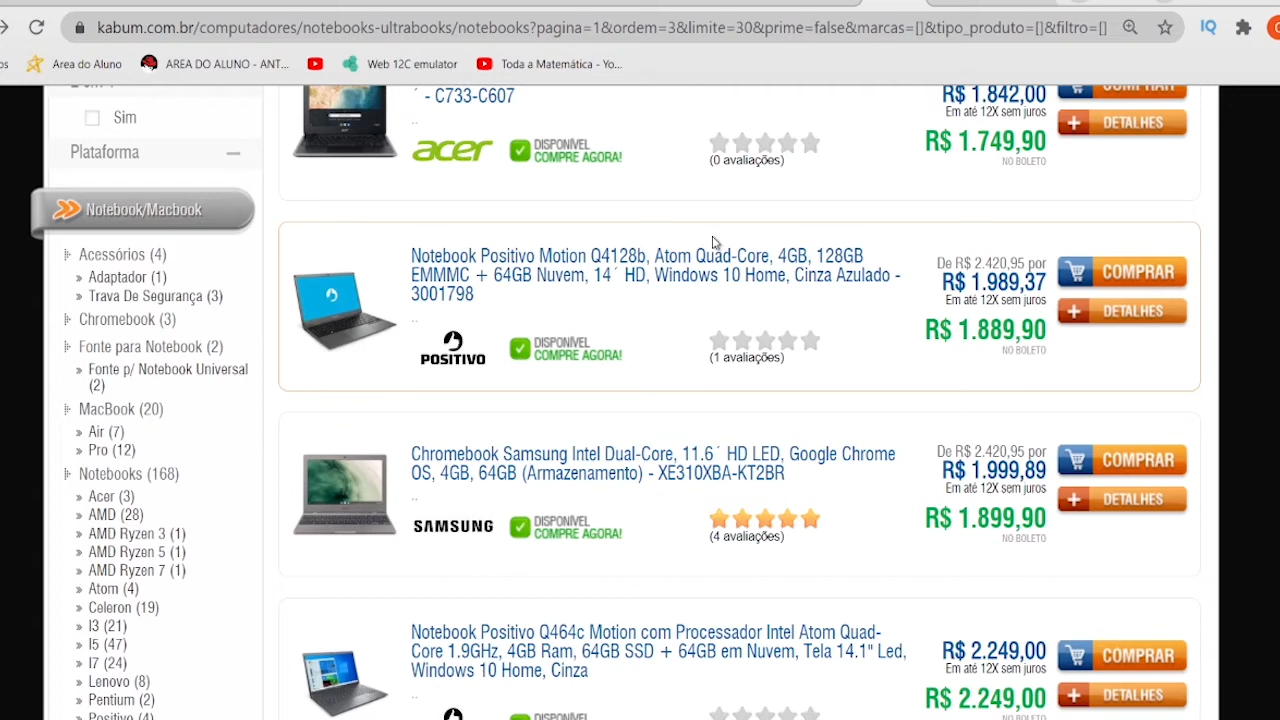 kabum.com.br/computadores/notebooks-ultrabooks/notebooks?pagina=1&ordem=3&limite=30&prime=false&marcas=[]&tipo_produto=[]&filtro=[]
os
Area do Aluno
AREA DO ALUNO - ANT...
Web 12C emulator
Toda a Matemática - Yo...
Sim
Plataforma
Notebook/Macbook
Acessórios (4)
Adaptador (1)
Trava De Segurança (3)
Chromebook (3)
Fonte para Notebook (2)
Fonte p/ Notebook Universal
(2)
MacBook (20)
Air (7)
Pro (12)
Notebooks (168)
Acer (3)
AMD (28)
AMD Ryzen 3 (1)
AMD Ryzen 5 (1)
AMD Ryzen 7 (1)
Atom (4)
Celeron (19)
I3 (21)
I5 (47)
I7 (24)
Lenovo (8)
Pentium (2)
Positivo (4)
´ - C733-C607
..
acer
DISPONÍVEL
COMPRE AGORA!
(0 avaliações)
R$ 1.842,00
Em até 12X sem juros
R$ 1.749,90
NO BOLETO
COMPRAR
DETALHES
Notebook Positivo Motion Q4128b, Atom Quad-Core, 4GB, 128GB
EMMMC + 64GB Nuvem, 14´ HD, Windows 10 Home, Cinza Azulado -
3001798
..
POSITIVO
DISPONÍVEL
COMPRE AGORA!
(1 avaliações)
De R$ 2.420,95 por
R$ 1.989,37
Em até 12X sem juros
R$ 1.889,90
NO BOLETO
COMPRAR
DETALHES
Chromebook Samsung Intel Dual-Core, 11.6´ HD LED, Google Chrome
OS, 4GB, 64GB (Armazenamento) - XE310XBA-KT2BR
..
SAMSUNG
DISPONÍVEL
COMPRE AGORA!
(4 avaliações)
De R$ 2.420,95 por
R$ 1.999,89
Em até 12X sem juros
R$ 1.899,90
NO BOLETO
COMPRAR
DETALHES
Notebook Positivo Q464c Motion com Processador Intel Atom Quad-
Core 1.9GHz, 4GB Ram, 64GB SSD + 64GB em Nuvem, Tela 14.1" Led,
Windows 10 Home, Cinza
..
DISPONÍVEL
R$ 2.249,00
Em até 12X sem juros
R$ 2.249,00
COMPRAR
DETALHES